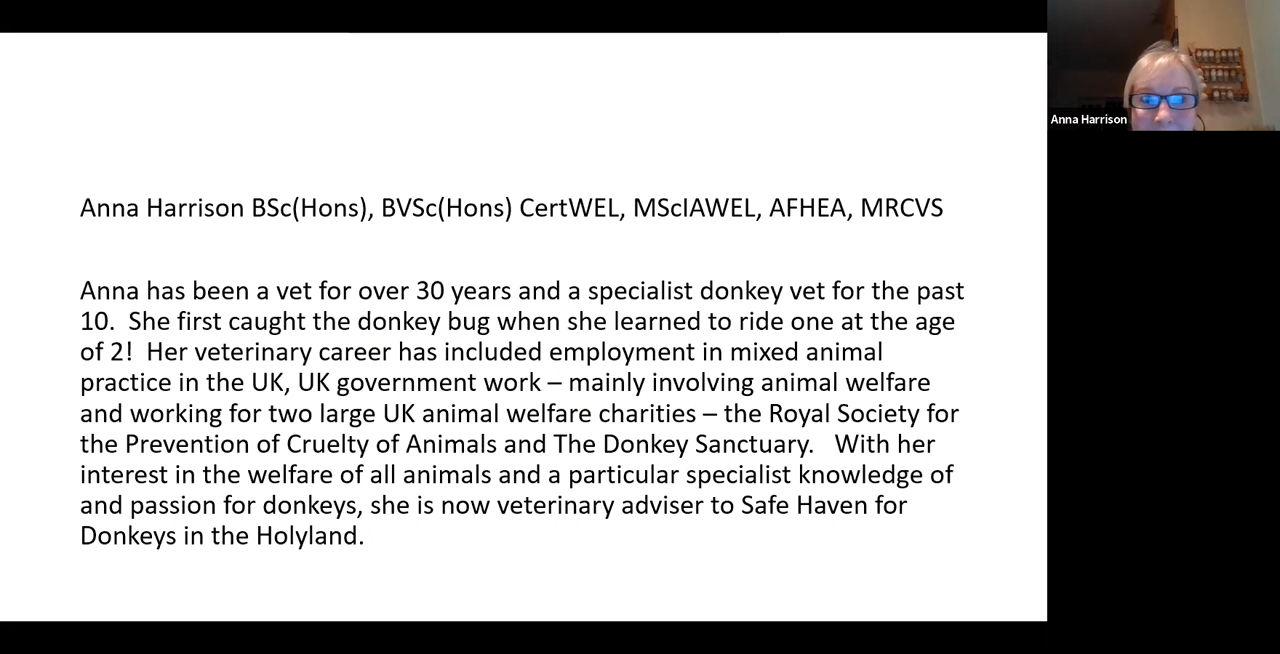 Anna Harrison BSc(Hons), BVSc(Hons) CertWEL, MScIAWEL, AFHEA, MRCVS
Anna has been a vet for over 30 years and a specialist donkey vet for the past
10.  She first caught the donkey bug when she learned to ride one at the age
of 2!  Her veterinary career has included employment in mixed animal
practice in the UK, UK government work – mainly involving animal welfare
and working for two large UK animal welfare charities – the Royal Society for
the Prevention of Cruelty of Animals and The Donkey Sanctuary.   With her
interest in the welfare of all animals and a particular specialist knowledge of
and passion for donkeys, she is now veterinary adviser to Safe Haven for
Donkeys in the Holyland.
Anna Harrison